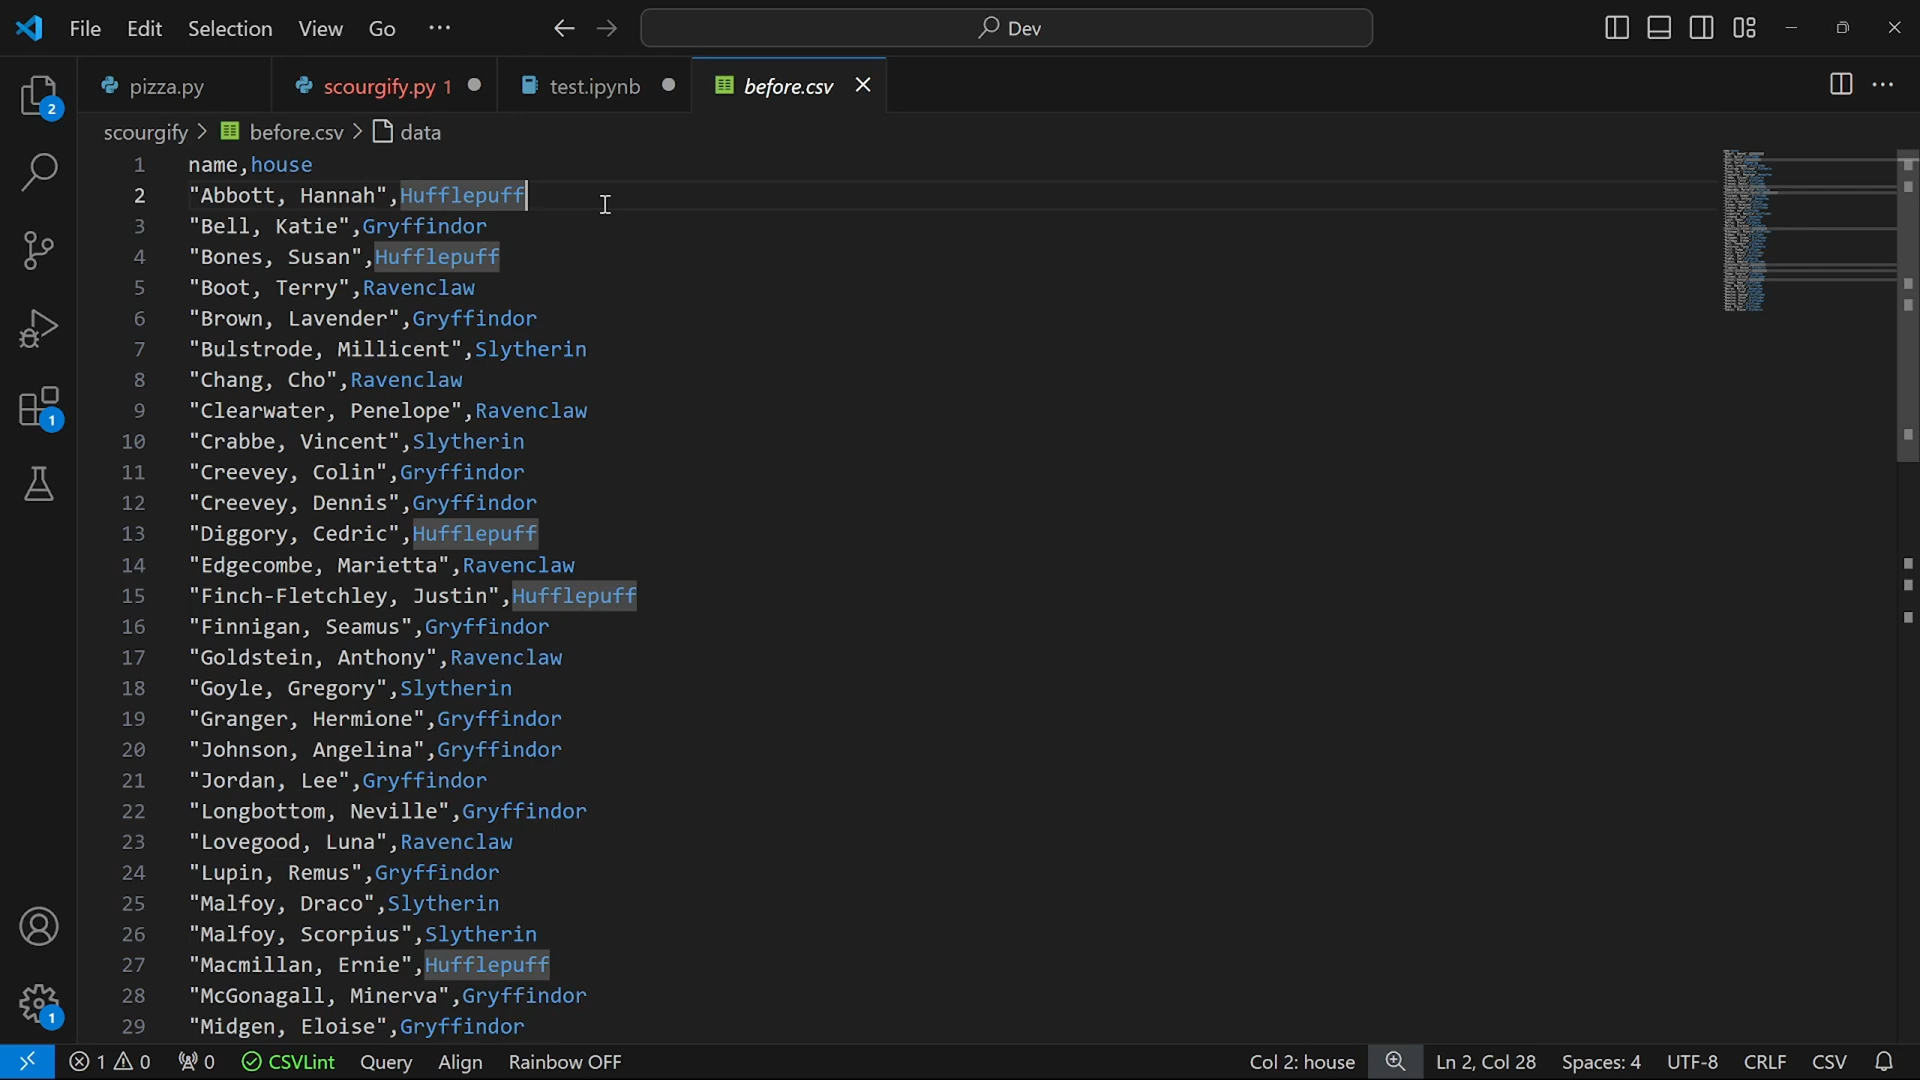 File Edit Selection View Go ··· Dev
pizza.py scourgify.py 1 test.ipynb before.csv
scourgify > before.csv > data
1 name,house
2 "Abbott, Hannah",Hufflepuff
3 "Bell, Katie",Gryffindor
4 "Bones, Susan",Hufflepuff
5 "Boot, Terry",Ravenclaw
6 "Brown, Lavender",Gryffindor
7 "Bulstrode, Millicent",Slytherin
8 "Chang, Cho",Ravenclaw
9 "Clearwater, Penelope",Ravenclaw
10 "Crabbe, Vincent",Slytherin
11 "Creevey, Colin",Gryffindor
12 "Creevey, Dennis",Gryffindor
13 "Diggory, Cedric",Hufflepuff
14 "Edgecombe, Marietta",Ravenclaw
15 "Finch-Fletchley, Justin",Hufflepuff
16 "Finnigan, Seamus",Gryffindor
17 "Goldstein, Anthony",Ravenclaw
18 "Goyle, Gregory",Slytherin
19 "Granger, Hermione",Gryffindor
20 "Johnson, Angelina",Gryffindor
21 "Jordan, Lee",Gryffindor
22 "Longbottom, Neville",Gryffindor
23 "Lovegood, Luna",Ravenclaw
24 "Lupin, Remus",Gryffindor
25 "Malfoy, Draco",Slytherin
26 "Malfoy, Scorpius",Slytherin
27 "Macmillan, Ernie",Hufflepuff
28 "McGonagall, Minerva",Gryffindor
29 "Midgen, Eloise",Gryffindor
2
1
1
1 0 0 CSVLint Query Align Rainbow OFF Col 2: house Ln 2, Col 28 Spaces: 4 UTF-8 CRLF CSV